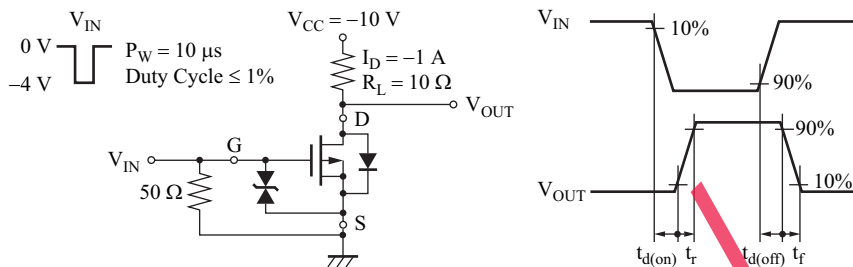 V_IN
0 V
−4 V
P_W = 10 μs
Duty Cycle ≤ 1%
V_CC = −10 V
I_D = −1 A
R_L = 10 Ω
V_OUT
D
G
V_IN
50 Ω
S
V_IN
10%
90%
90%
V_OUT
10%
t_d(on) t_r t_d(off) t_f